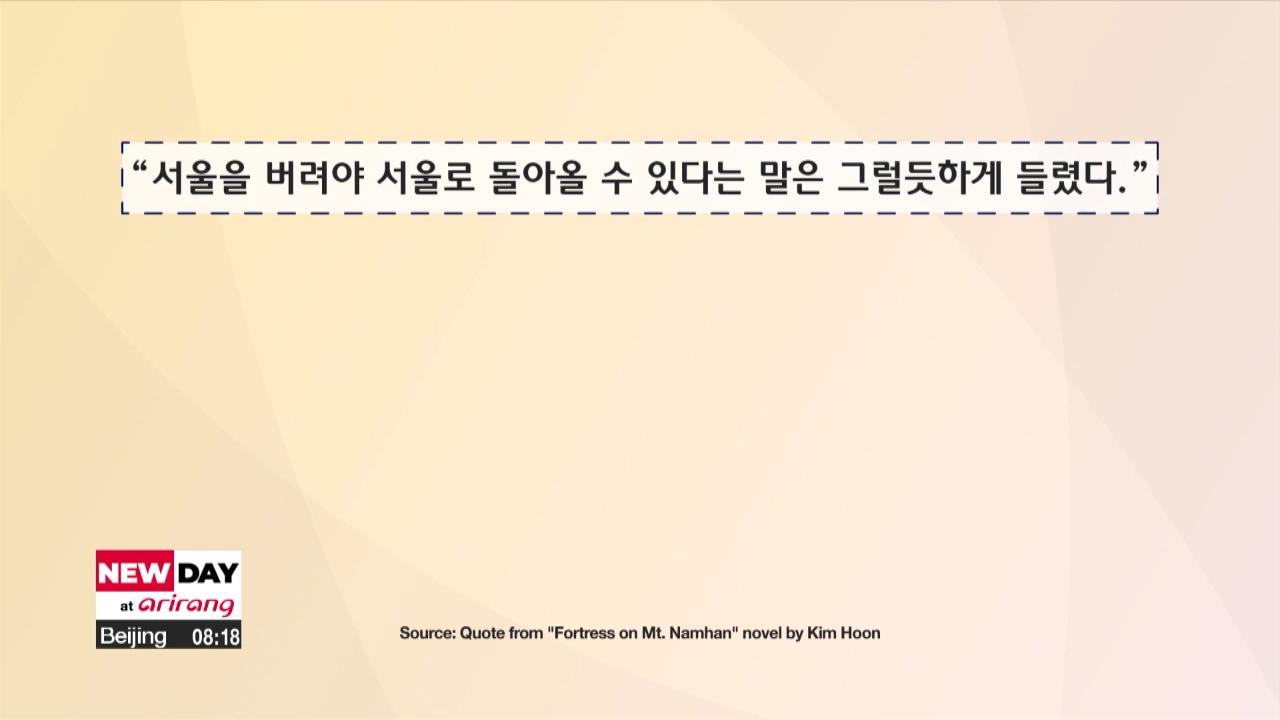 “서울을 버려야 서울로 돌아올 수 있다는 말은 그럴듯하게 들렸다.”
NEW DAY
at arirang
Beijing 08:18
Source: Quote from "Fortress on Mt. Namhan" novel by Kim Hoon